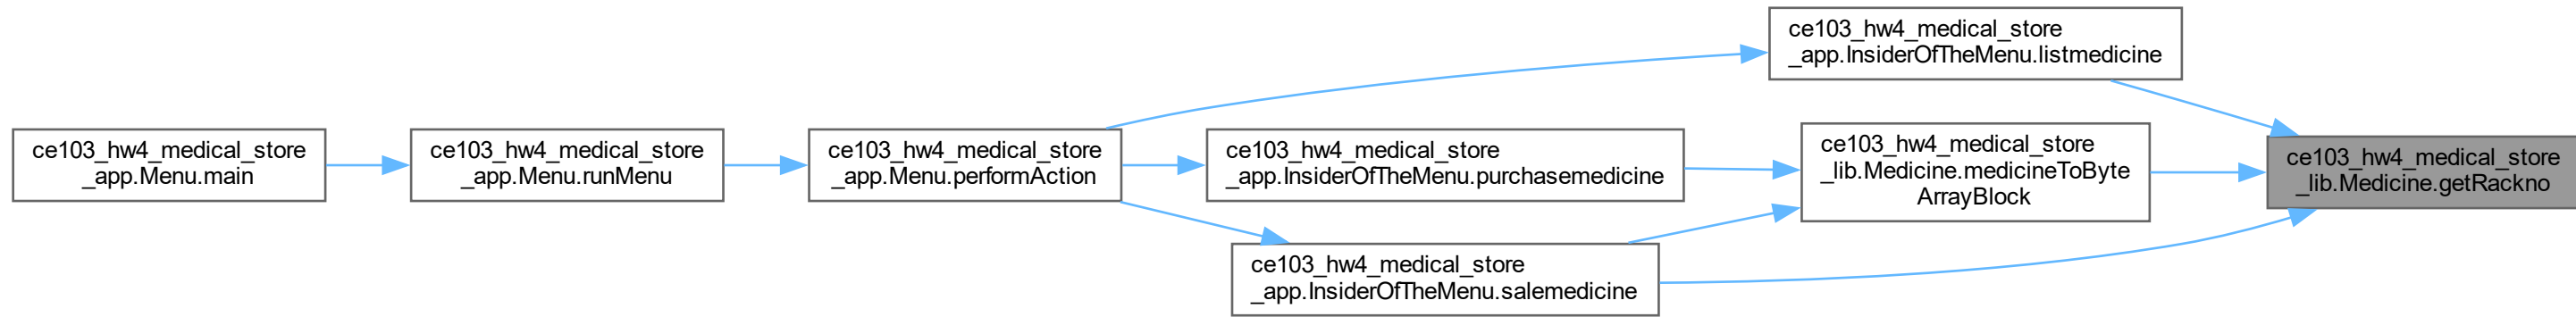 ce103_hw4_medical_store
_app.Menu.main
ce103_hw4_medical_store
_app.Menu.runMenu
ce103_hw4_medical_store
_app.Menu.performAction
ce103_hw4_medical_store
_app.InsiderOfTheMenu.listmedicine
ce103_hw4_medical_store
_app.InsiderOfTheMenu.purchasemedicine
ce103_hw4_medical_store
_app.InsiderOfTheMenu.salemedicine
ce103_hw4_medical_store
_lib.Medicine.medicineToByte
ArrayBlock
ce103_hw4_medical_store
_lib.Medicine.getRackno